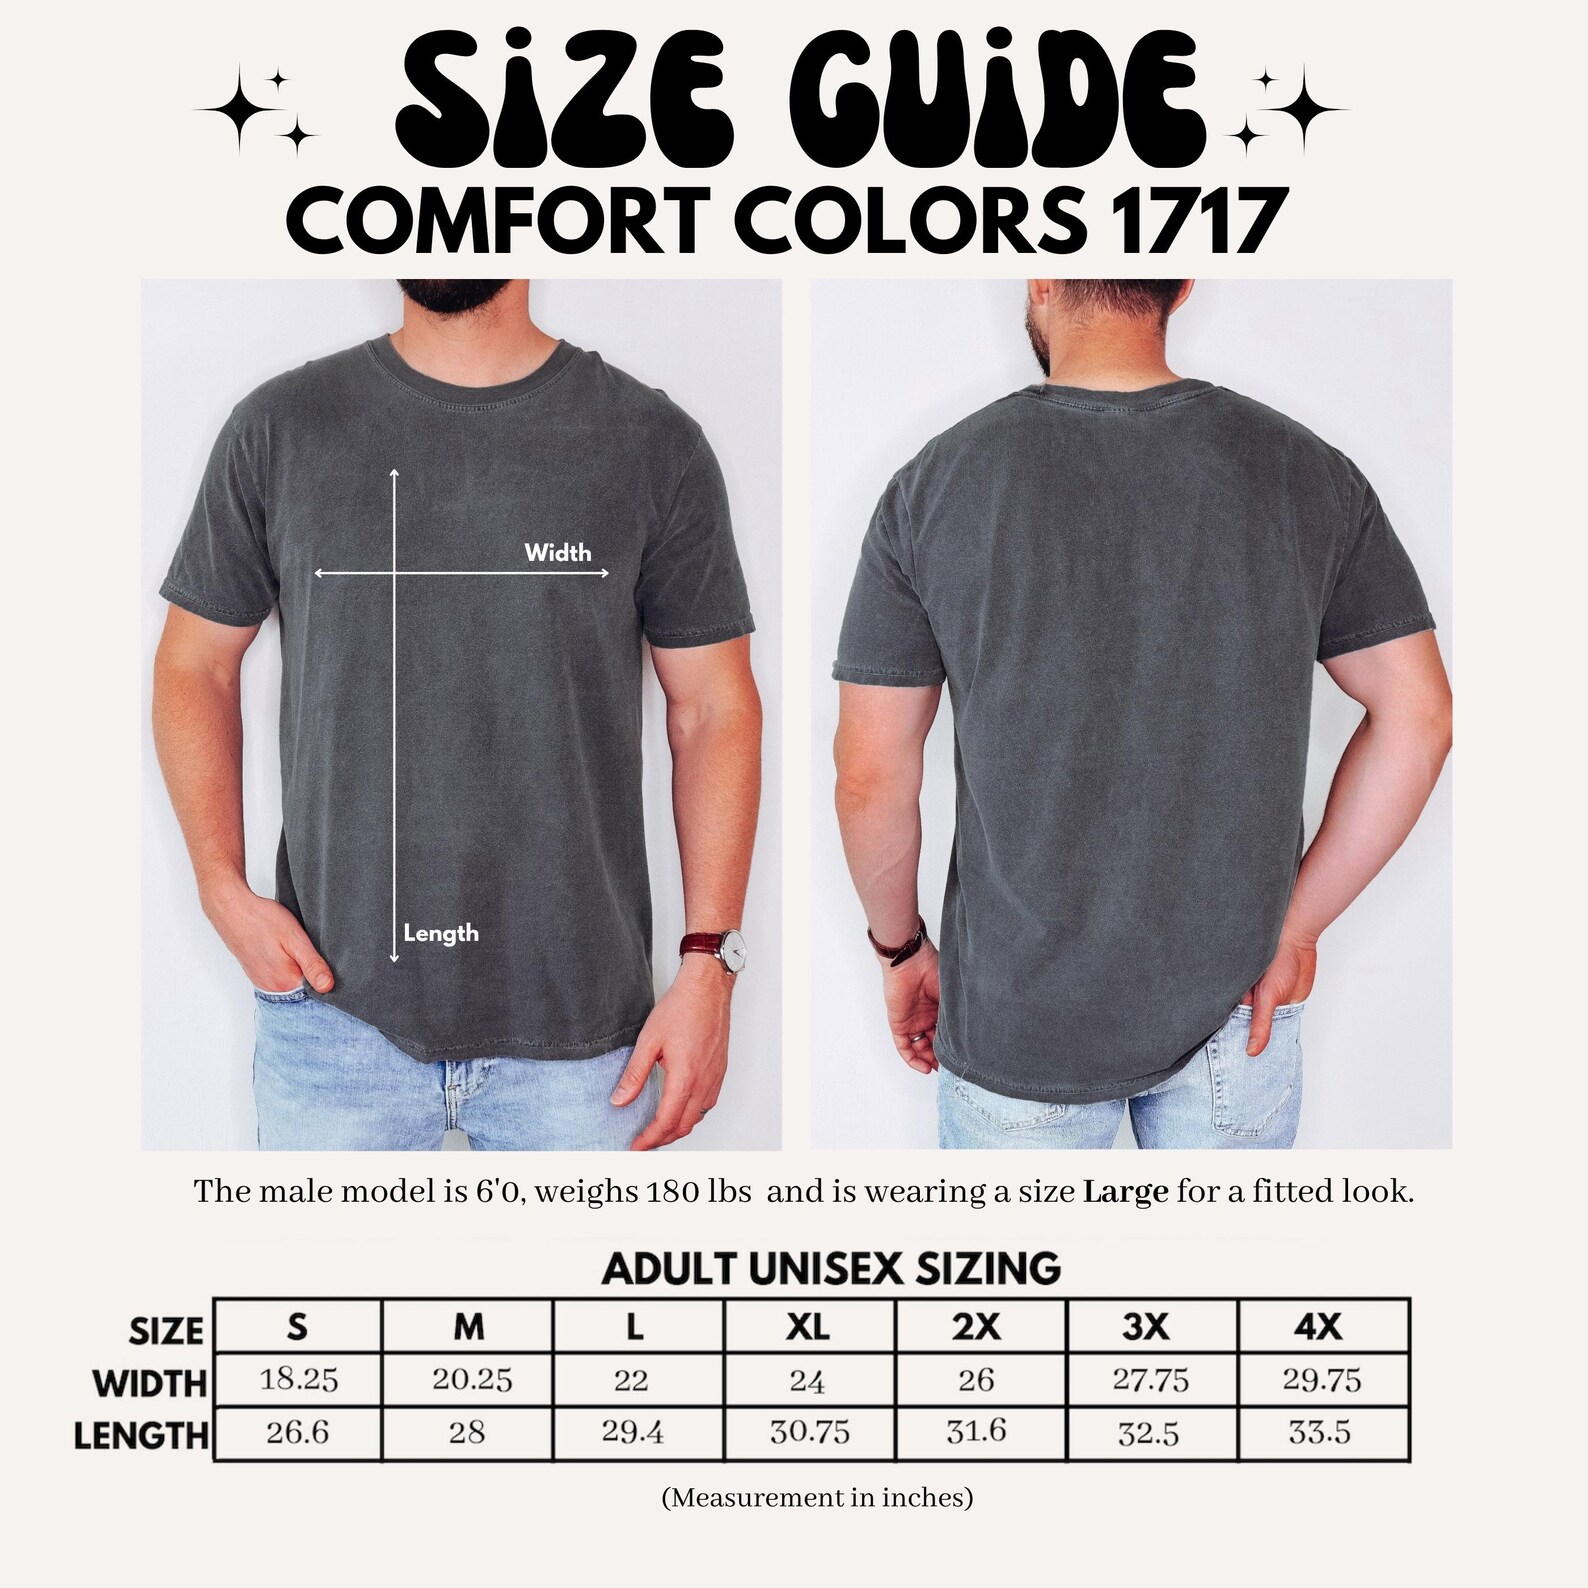 SiZE GUiDE
COMFORT COLORS 1717
Width
Length
The male model is 6'0, weighs 180 lbs and is wearing a size Large for a fitted look.
ADULT UNISEX SIZING
SIZE S M L XL 2X 3X 4X
WIDTH 18.25 20.25 22 24 26 27.75 29.75
LENGTH 26.6 28 29.4 30.75 31.6 32.5 33.5
(Measurement in inches)